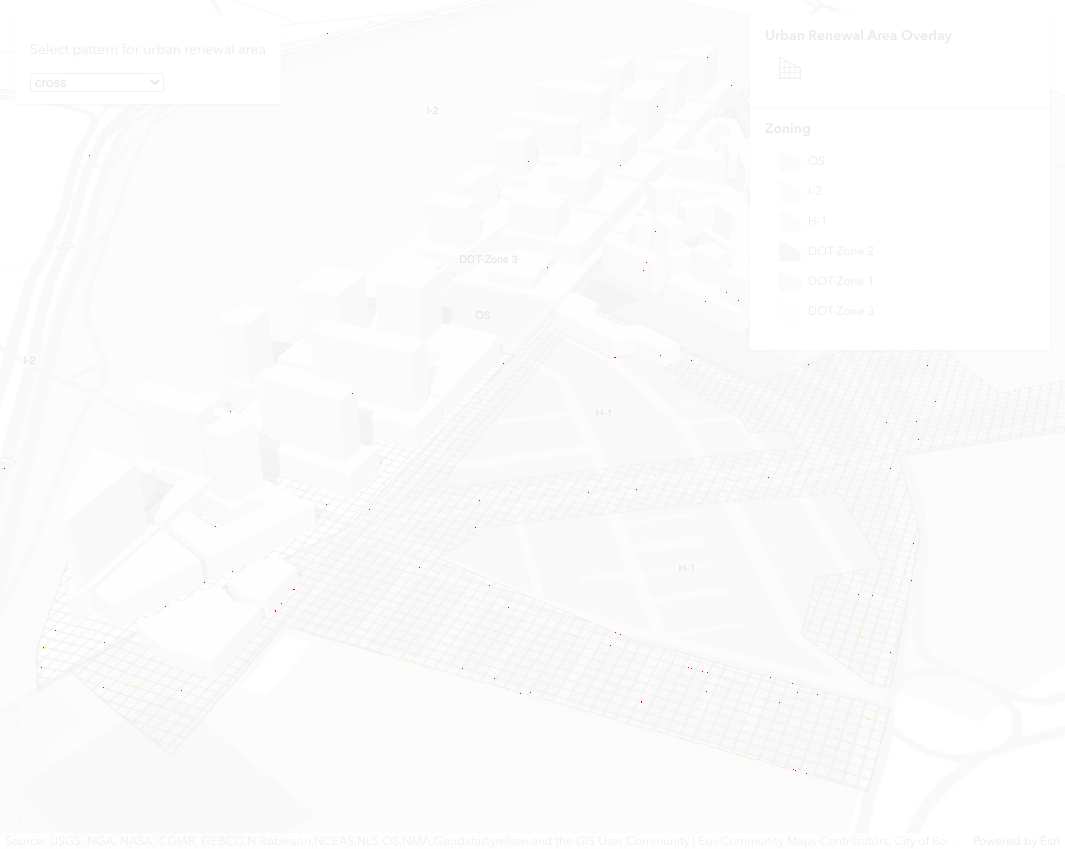 Select pattern for urban renewal area
cross
Urban Renewal Area Overlay
Zoning
OS
I-2
H-1
DOT-Zone 2
DOT-Zone 1
DOT-Zone 3
I-2
DOT-Zone 3
OS
I-2
H-1
H-1
Source: USGS, NGA, NASA, CGIAR, GEBCO,N Robinson,NCEAS,NLS,OS,NMA,Geodatastyrelsen and the GIS User Community | Esri Community Maps Contributors, City of Bo... Powered by Esri